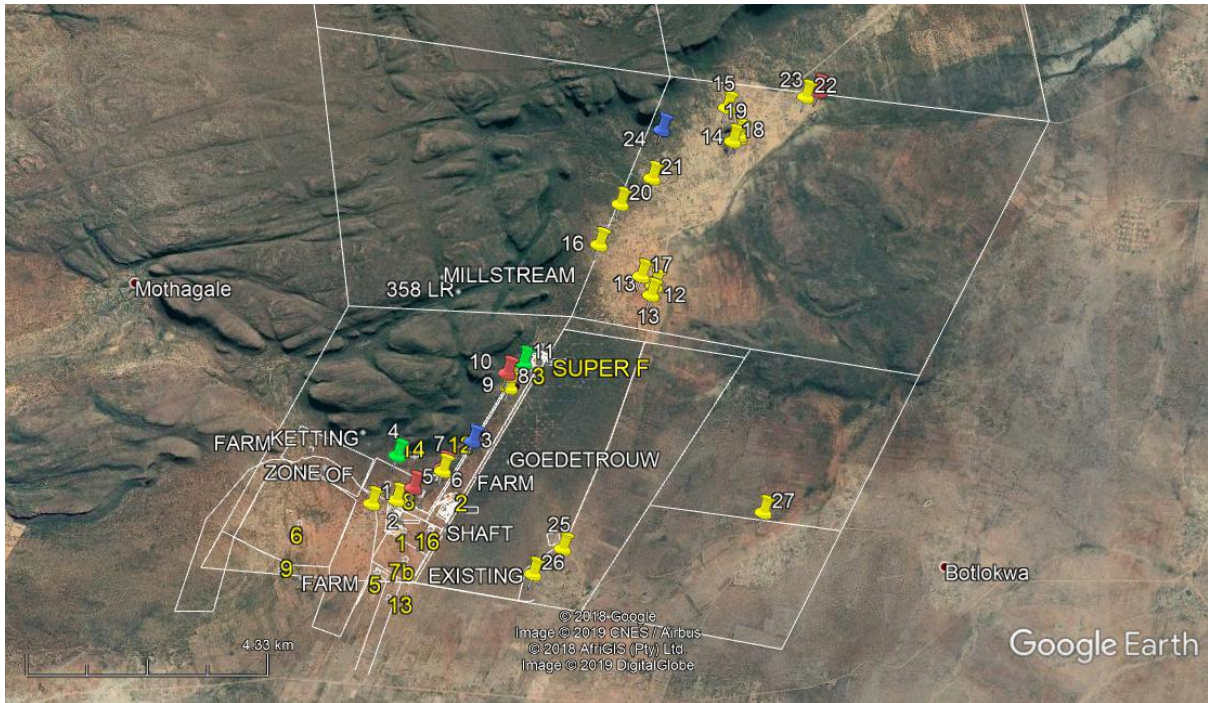 23
22
15
19
24
14
18
21
20
16
17
MILLSTREAM
13
358 LR
12
Mothagale
13
11
10
SUPER F
8
3
9
4
14
7
12
3
FARM
KETTING
GOEDETROUW
ZONE OF
5
6
FARM
1
8
2
2
SHAFT
25
27
6
1
16
9
FARM
5
7b
EXISTING
26
Botlokwa
13
© 2018 Google
Image © 2019 CNES / Airbus
© 2018 AfriGIS (Pty) Ltd.
Image © 2019 DigitalGlobe
4.33 km
Google Earth